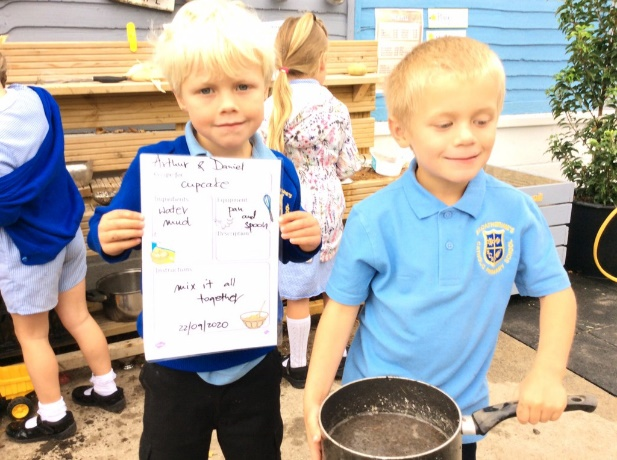 Arthur & Daniel
cupcake
Ingredients
Equipment
water
mud
pan and
spoon
Instructions
mix it all
together
22/09/2020